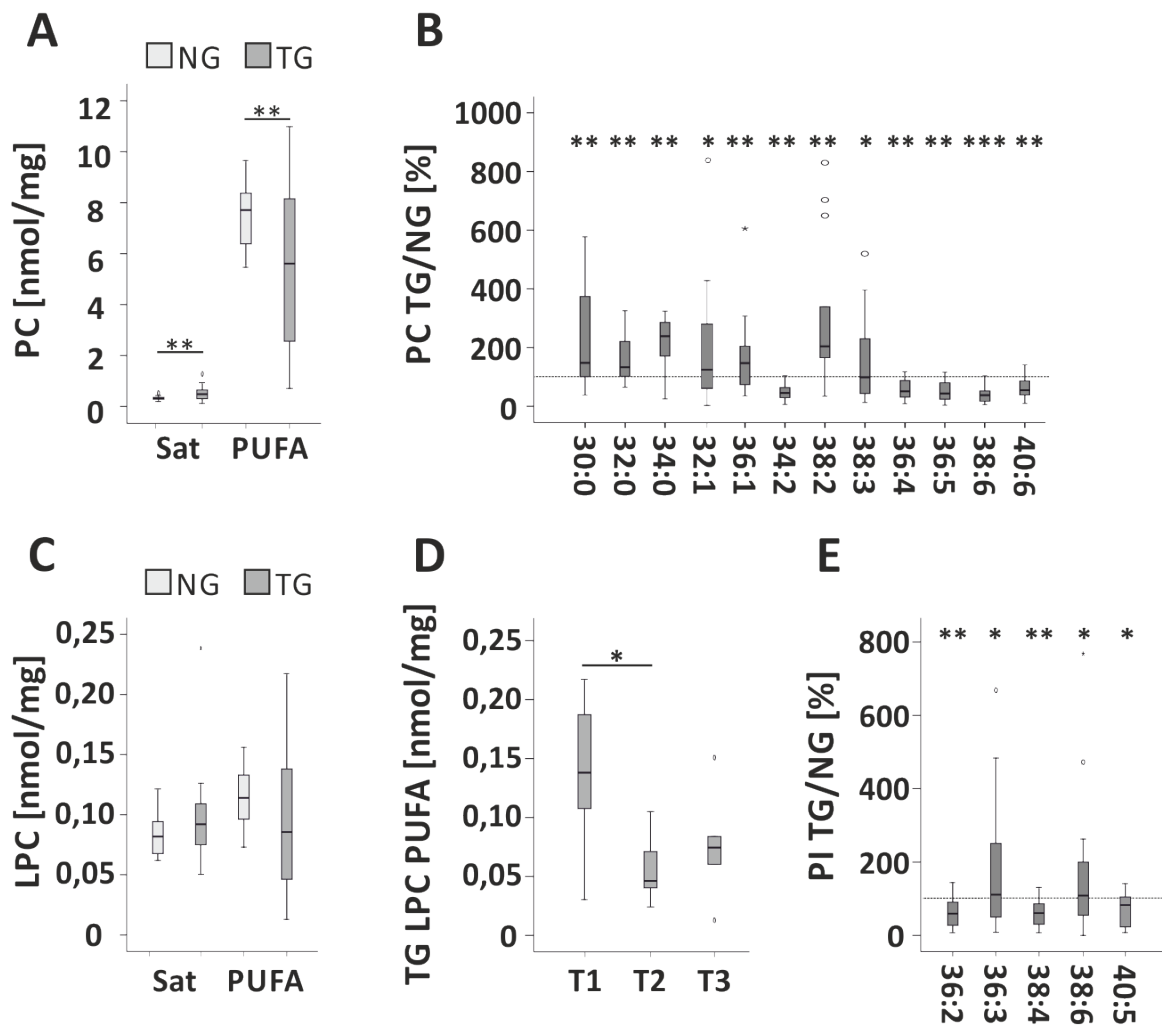 A
NG TG
PC [nmol/mg]
12
10
8
6
4
2
0
** **
Sat PUFA
B
PC TG/NG [%]
1000
800
600
400
200
0
** ** ** * ** ** ** * ** ** *** **
30:0 32:0 34:0 32:1 36:1 34:2 38:2 38:3 36:4 36:5 38:6 40:6
C
NG TG
LPC [nmol/mg]
0,25
0,20
0,15
0,10
0,05
0
Sat PUFA
D
TG LPC PUFA [nmol/mg]
0,25
0,20
0,15
0,10
0,05
0
*
T1 T2 T3
E
PI TG/NG [%]
800
600
400
200
0
** * ** * *
36:2 36:3 38:4 38:6 40:5